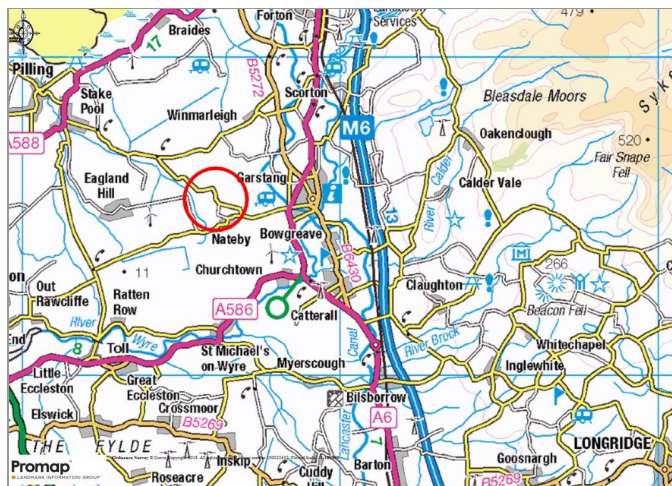 Braides
17
Forton
Lancaster
Services
479
Pilling
B5272
Scorton
Stake
Pool
Winmarleigh
M6
Bleasdale Moors
Syk
A588
Oakenclough
520
Fair Snape
Fell
Eagland
Hill
Garstang
River Calder
Calder Vale
13
Nateby
Bowgreave
B6430
11
Churchtown
Claughton
266
Beacon Fell
Out
Rawcliffe
Ratten
Row
A586
Catterall
River Wyre
Canal
River Brock
Whitechapel
8
Toll
St Michael's
on Wyre
Myerscough
Inglewhite
Little
Eccleston
Great
Eccleston
Bilsborrow
Elswick
Crossmoor
B5269
A6
Lancaster
7
THE FYLDE
Inskip
LONGRIDGE
Goosnargh
B5269
Promap
LANDMARK INFORMATION GROUP
Roseacre
Cuddy
Hill
Barton